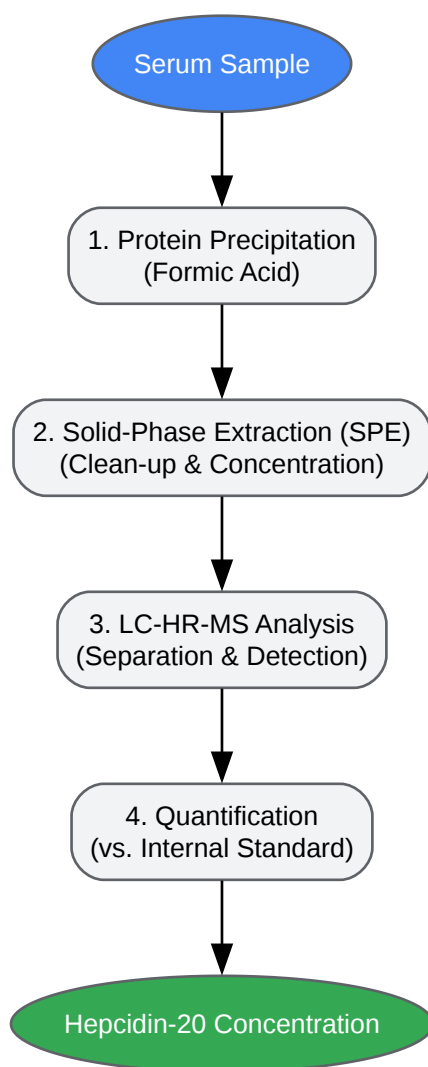 Serum Sample
1. Protein Precipitation
(Formic Acid)
2. Solid-Phase Extraction (SPE)
(Clean-up & Concentration)
3. LC-HR-MS Analysis
(Separation & Detection)
4. Quantification
(vs. Internal Standard)
Hepcidin-20 Concentration